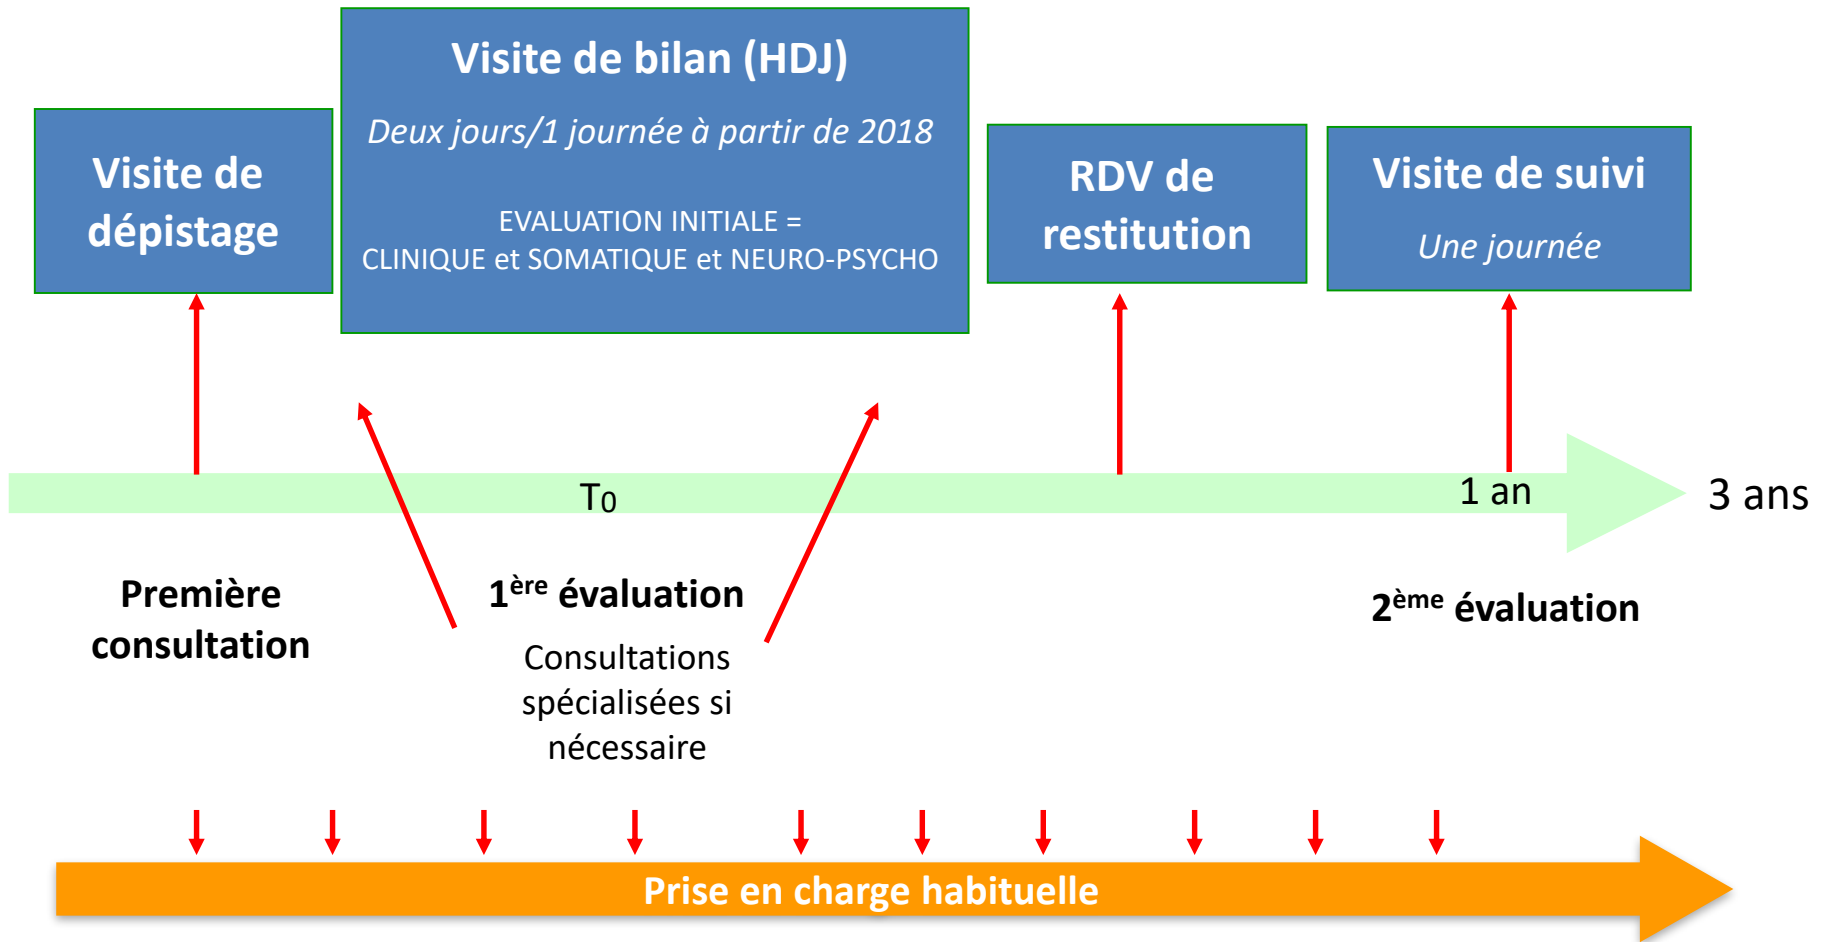 Visite de
dépistage
Visite de bilan (HDJ)
Deux jours/1 journée à partir de 2018
EVALUATION INITIALE =
CLINIQUE et SOMATIQUE et NEURO-PSYCHO
RDV de
restitution
Visite de suivi
Une journée
T0
1 an
3 ans
Première
consultation
1ère évaluation
Consultations
spécialisées si
nécessaire
2ème évaluation
Prise en charge habituelle